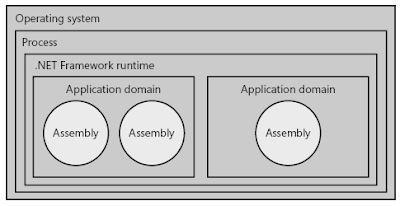 Operating system
Process
.NET Framework runtime
Application domain
Application domain
Assembly
Assembly
Assembly